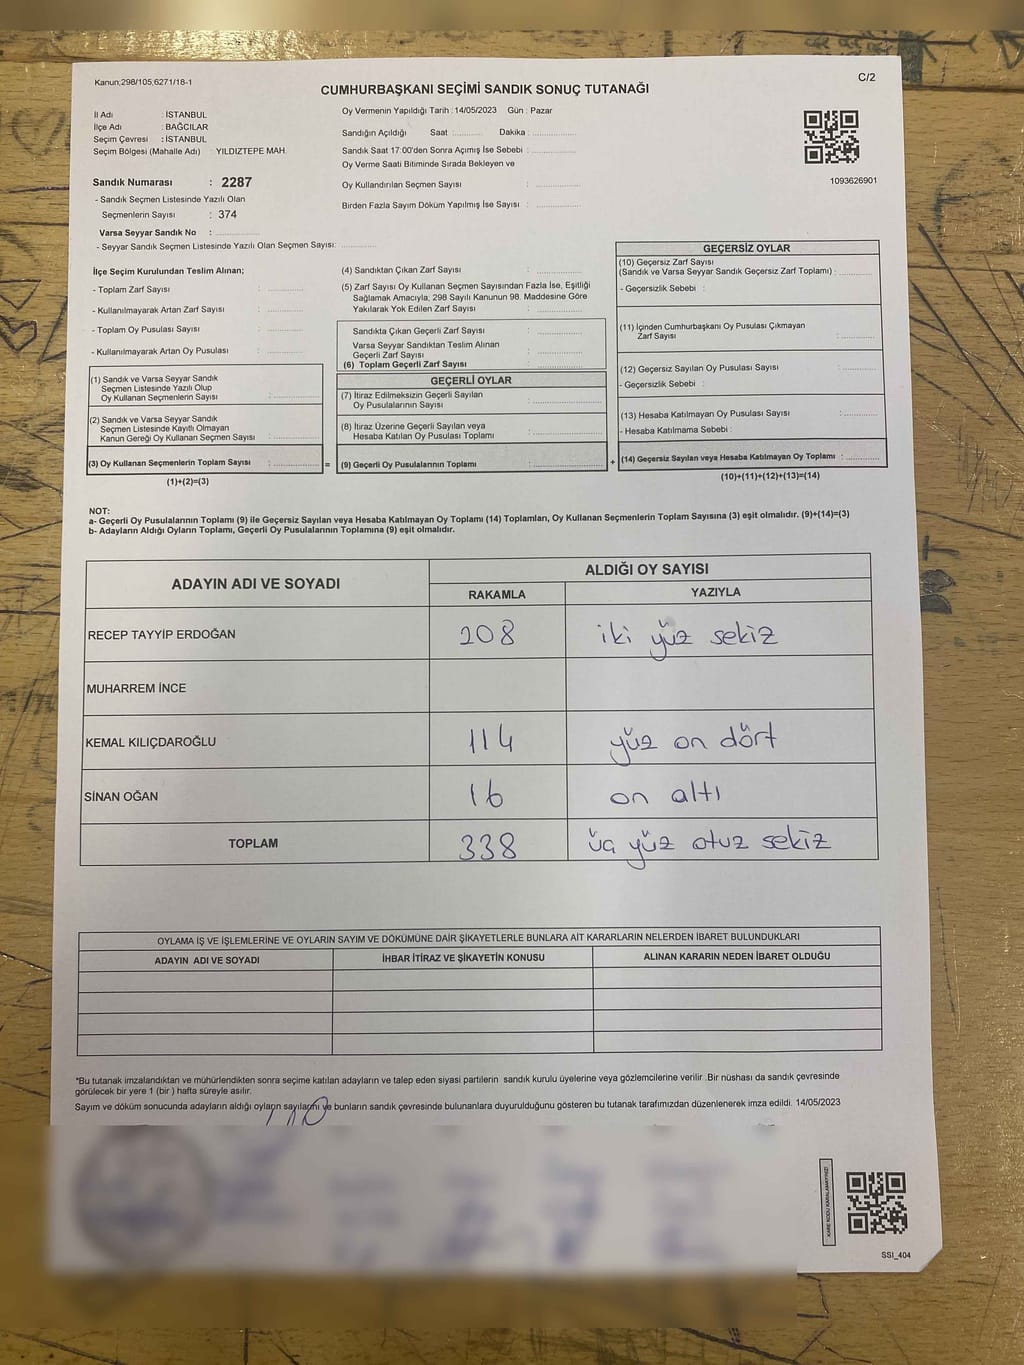 Kanun;298/105,6271/18-1
C/2
CUMHURBAŞKANI SEÇİMİ SANDIK SONUÇ TUTANAĞI
İl Adı : İSTANBUL
İlçe Adı : BAĞCILAR
Seçim Çevresi : İSTANBUL
Seçim Bölgesi (Mahalle Adı) : YILDIZTEPE MAH.
Sandık Numarası : 2287
- Sandık Seçmen Listesinde Yazılı Olan
Seçmenlerin Sayısı : 374
Varsa Seyyar Sandık No :
- Seyyar Sandık Seçmen Listesinde Yazılı Olan Seçmen Sayısı:
Oy Vermenin Yapıldığı Tarih : 14/05/2023 Gün : Pazar
Sandığın Açıldığı Saat : Dakika :
Sandık Saat 17:00'den Sonra Açımış İse Sebebi :
Oy Verme Saati Bitiminde Sırada Bekleyen ve
Oy Kullandırılan Seçmen Sayısı :
Birden Fazla Sayım Döküm Yapılmış İse Sayısı :
1093626901
İlçe Seçim Kurulundan Teslim Alınan;
- Toplam Zarf Sayısı :
- Kullanılmayarak Artan Zarf Sayısı :
- Toplam Oy Pusulası Sayısı :
- Kullanılmayarak Artan Oy Pusulası :
(1) Sandık ve Varsa Seyyar Sandık
Seçmen Listesinde Yazılı Olup
Oy Kullanan Seçmenlerin Sayısı :
(2) Sandık ve Varsa Seyyar Sandık
Seçmen Listesinde Kayıtlı Olmayan
Kanun Gereği Oy Kullanan Seçmen Sayısı :
(3) Oy Kullanan Seçmenlerin Toplam Sayısı : =
(1)+(2)=(3)
(4) Sandıktan Çıkan Zarf Sayısı :
(5) Zarf Sayısı Oy Kullanan Seçmen Sayısından Fazla İse, Eşitliği
Sağlamak Amacıyla; 298 Sayılı Kanunun 98. Maddesine Göre
Yakılarak Yok Edilen Zarf Sayısı :
Sandıkta Çıkan Geçerli Zarf Sayısı :
Varsa Seyyar Sandıktan Teslim Alınan
Geçerli Zarf Sayısı :
(6) Toplam Geçerli Zarf Sayısı :
GEÇERLİ OYLAR
(7) İtiraz Edilmeksizin Geçerli Sayılan
Oy Pusulalarının Sayısı :
(8) İtiraz Üzerine Geçerli Sayılan veya
Hesaba Katılan Oy Pusulası Toplamı :
(9) Geçerli Oy Pusulalarının Toplamı : +
GEÇERSİZ OYLAR
(10) Geçersiz Zarf Sayısı
(Sandık ve Varsa Seyyar Sandık Geçersiz Zarf Toplamı) :
- Geçersizlik Sebebi :
(11) İçinden Cumhurbaşkanı Oy Pusulası Çıkmayan
Zarf Sayısı :
(12) Geçersiz Sayılan Oy Pusulası Sayısı :
- Geçersizlik Sebebi :
(13) Hesaba Katılmayan Oy Pusulası Sayısı :
- Hesaba Katılmama Sebebi :
(14) Geçersiz Sayılan veya Hesaba Katılmayan Oy Toplamı :
(10)+(11)+(12)+(13)=(14)
NOT:
a- Geçerli Oy Pusulalarının Toplamı (9) ile Geçersiz Sayılan veya Hesaba Katılmayan Oy Toplamı (14) Toplamları, Oy Kullanan Seçmenlerin Toplam Sayısına (3) eşit olmalıdır. (9)+(14)=(3)
b- Adayların Aldığı Oyların Toplamı, Geçerli Oy Pusulalarının Toplamına (9) eşit olmalıdır.
ADAYIN ADI VE SOYADI ALDIĞI OY SAYISI
RAKAMLA YAZIYLA
RECEP TAYYİP ERDOĞAN 208 iki yüz sekiz
MUHARREM İNCE
KEMAL KILIÇDAROĞLU 114 yüz on dört
SİNAN OĞAN 16 on altı
TOPLAM 338 üç yüz otuz sekiz
OYLAMA İŞ VE İŞLEMLERİNE VE OYLARIN SAYIM VE DÖKÜMÜNE DAİR ŞİKAYETLERLE BUNLARA AİT KARARLARIN NELERDEN İBARET BULUNDUKLARI
ADAYIN ADI VE SOYADI İHBAR İTİRAZ VE ŞİKAYETİN KONUSU ALINAN KARARIN NEDEN İBARET OLDUĞU
*Bu tutanak imzalandıktan ve mühürlendikten sonra seçime katılan adayların ve talep eden siyasi partilerin sandık kurulu üyelerine veya gözlemcilerine verilir .Bir nüshası da sandık çevresinde
görülecek bir yere 1 (bir ) hafta süreyle asılır.
Sayım ve döküm sonucunda adayların aldığı oyların sayılarını ve bunların sandık çevresinde bulunanlara duyurulduğunu gösteren bu tutanak tarafımızdan düzenlenerek imza edildi. 14/05/2023
KARE KODU KARALAMAYINIZ!
SSI_404